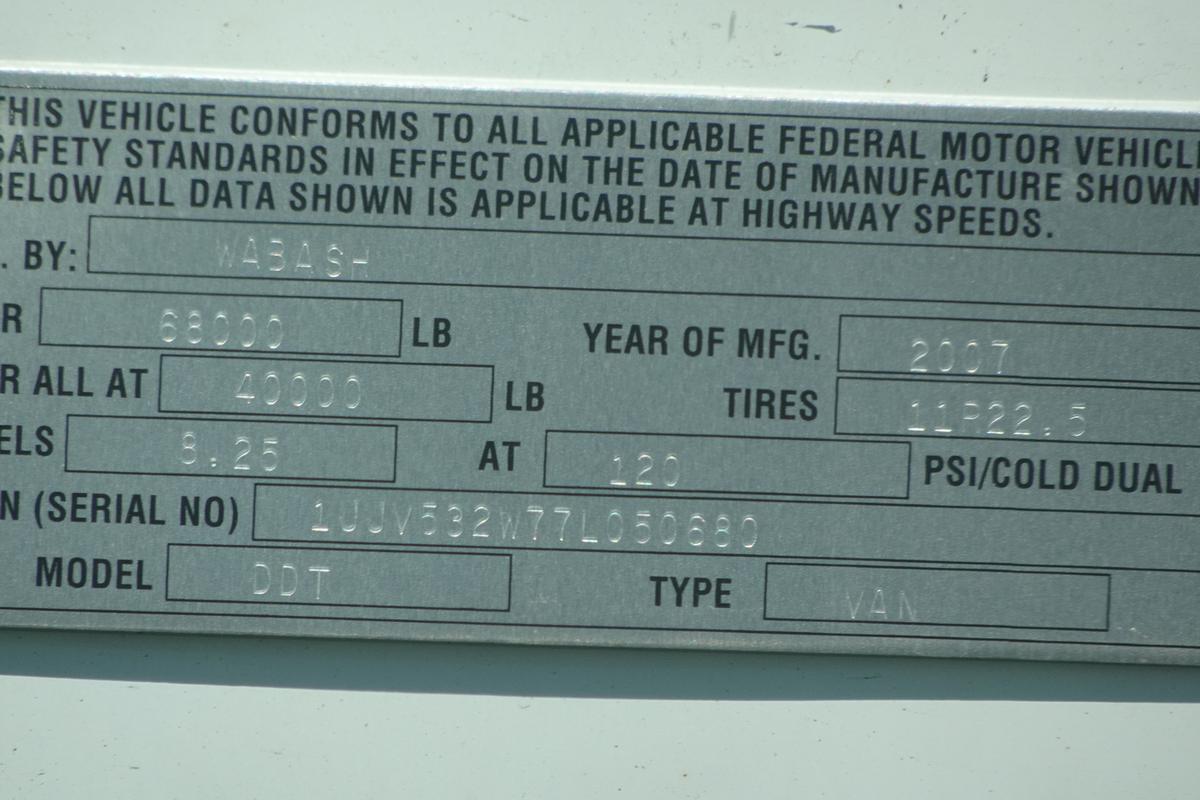 THIS VEHICLE CONFORMS TO ALL APPLICABLE FEDERAL MOTOR VEHICLE
SAFETY STANDARDS IN EFFECT ON THE DATE OF MANUFACTURE SHOWN
BELOW ALL DATA SHOWN IS APPLICABLE AT HIGHWAY SPEEDS.
. BY: WABASH
R 68000 LB YEAR OF MFG. 2007
R ALL AT 40000 LB TIRES 11R22.5
ELS 8.25 AT 120 PSI/COLD DUAL
N (SERIAL NO) 1JJV532W77L050680
MODEL DDT TYPE VAN